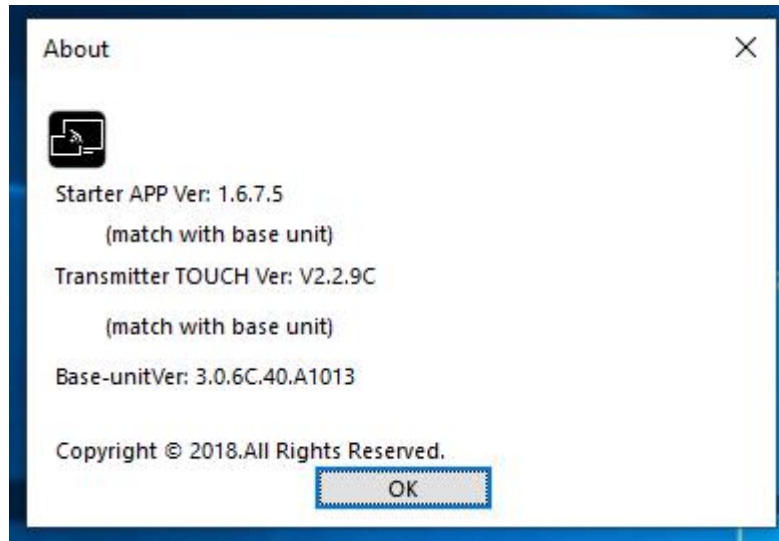 About
Starter APP Ver: 1.6.7.5
(match with base unit)
Transmitter TOUCH Ver: V2.2.9C
(match with base unit)
Base-unitVer: 3.0.6C.40.A1013
Copyright © 2018.All Rights Reserved.
OK